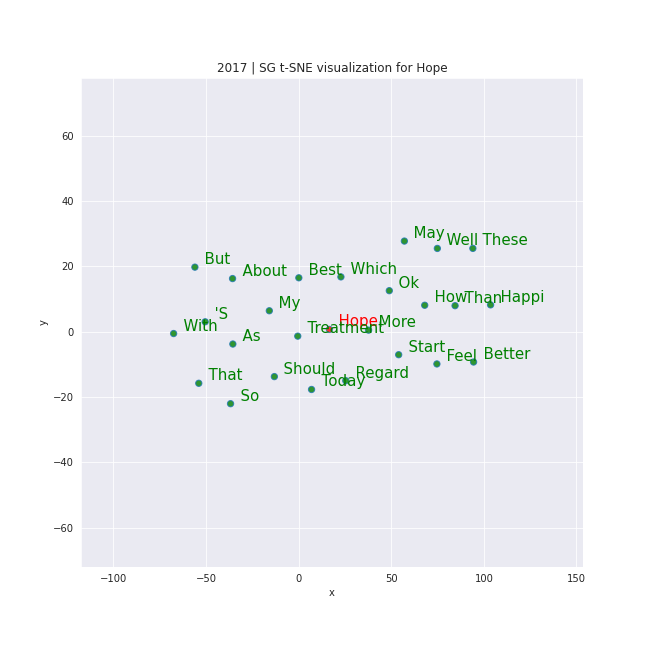 2017 | SG t-SNE visualization for Hope
60
40
20
0
−20
−40
−60
y
May
Well These
But
About
Best Which
Ok
How Than Happi
My
'S
Hope More
With
Treatment
As
Start
Feel Better
Should
Regard
That
Today
So
−100
−50
0
50
100
150
x